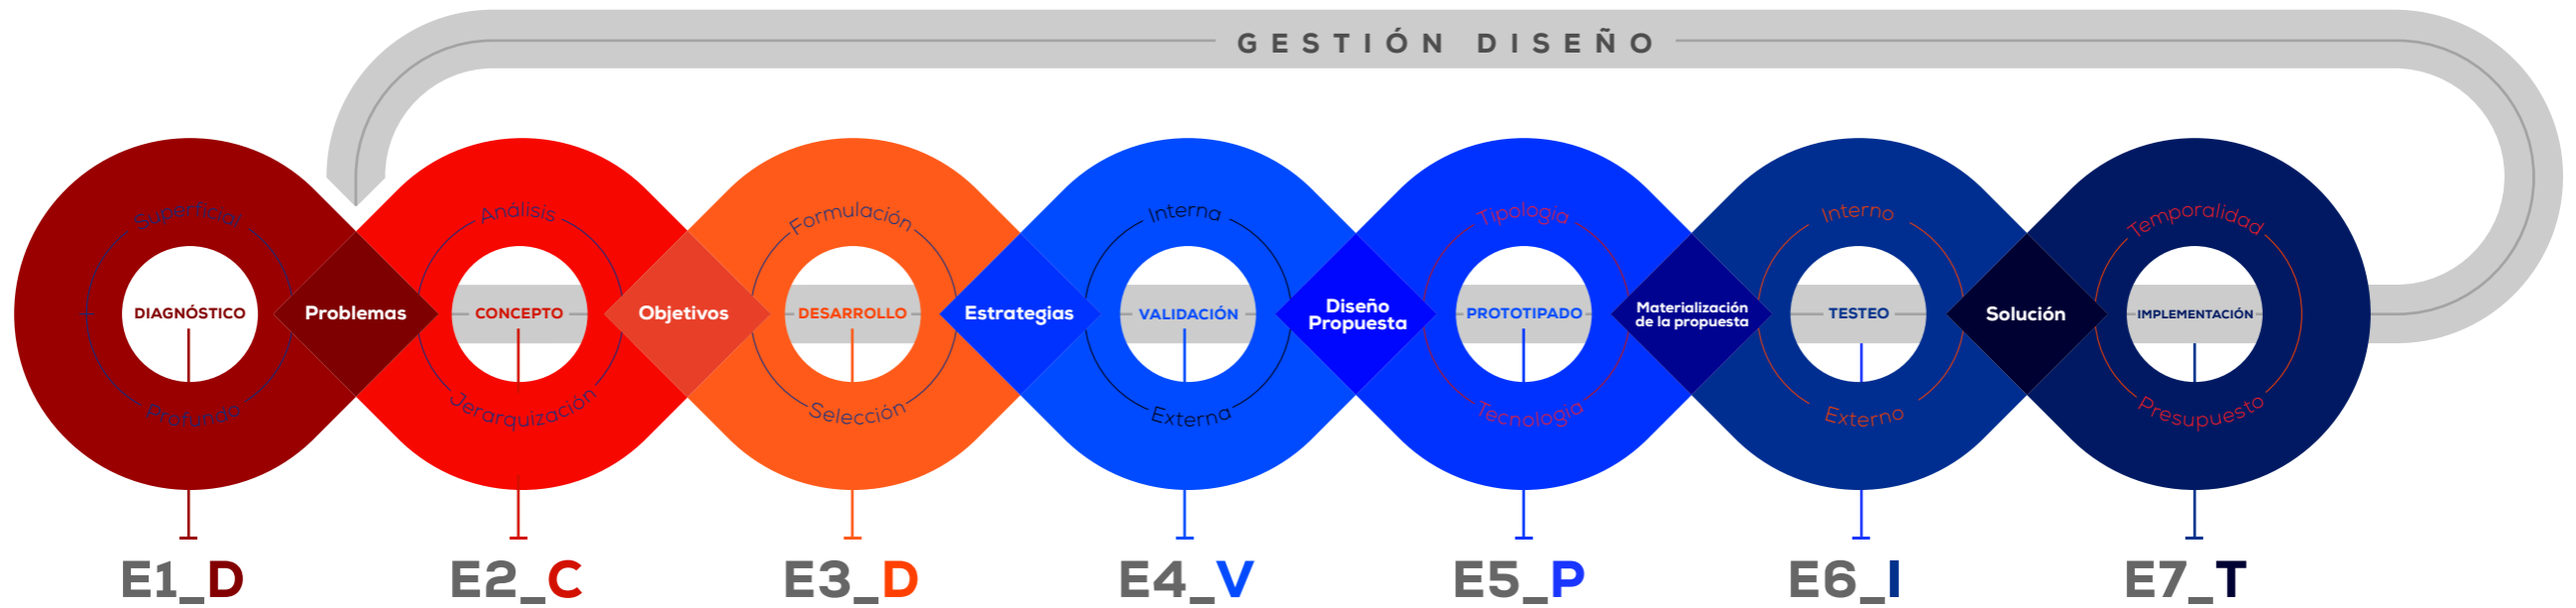 GESTIÓN DISEÑO
Superficial
DIAGNÓSTICO
Profundo
Problemas
Análisis
CONCEPTO
Jerarquización
Objetivos
Formulación
DESARROLLO
Selección
Estrategias
Interna
VALIDACIÓN
Externa
Diseño
Propuesta
Tipología
PROTOTIPADO
Tecnología
Materialización
de la propuesta
Interno
TESTEO
Externo
Solución
Temporalidad
IMPLEMENTACIÓN
Presupuesto
E1_D
E2_C
E3_D
E4_V
E5_P
E6_I
E7_T